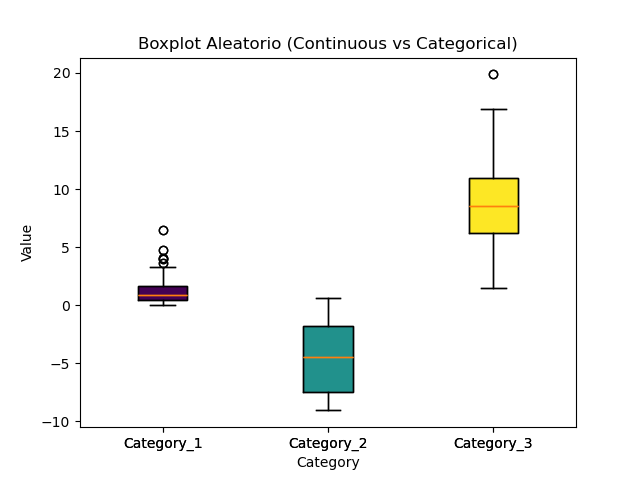 Boxplot Aleatorio (Continuous vs Categorical)
20
15
10
5
0
−5
−10
Value
Category_1 Category_2 Category_3
Category